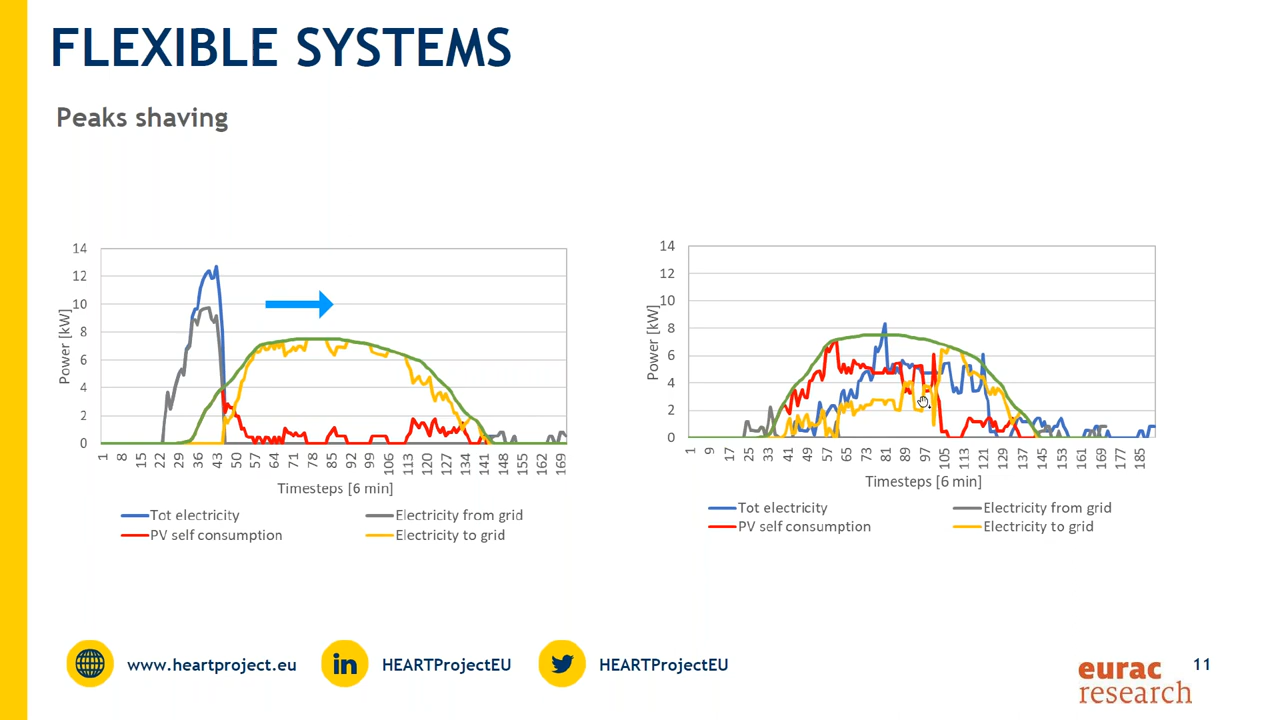 FLEXIBLE SYSTEMS
Peaks shaving
14
12
10
8
6
4
2
0
Power [kW]
1 8 15 22 29 36 43 50 57 64 71 78 85 92 99 106 113 120 127 134 141 148 155 162 169
Timesteps [6 min]
Tot electricity
Electricity from grid
PV self consumption
Electricity to grid
14
12
10
8
6
4
2
0
Power [kW]
1 9 17 25 33 41 49 57 65 73 81 89 97 105 113 121 129 137 145 153 161 169 177 185
Timesteps [6 min]
Tot electricity
Electricity from grid
PV self consumption
Electricity to grid
www.heartproject.eu
in
HEARTProjectEU
HEARTProjectEU
eurac
research
11